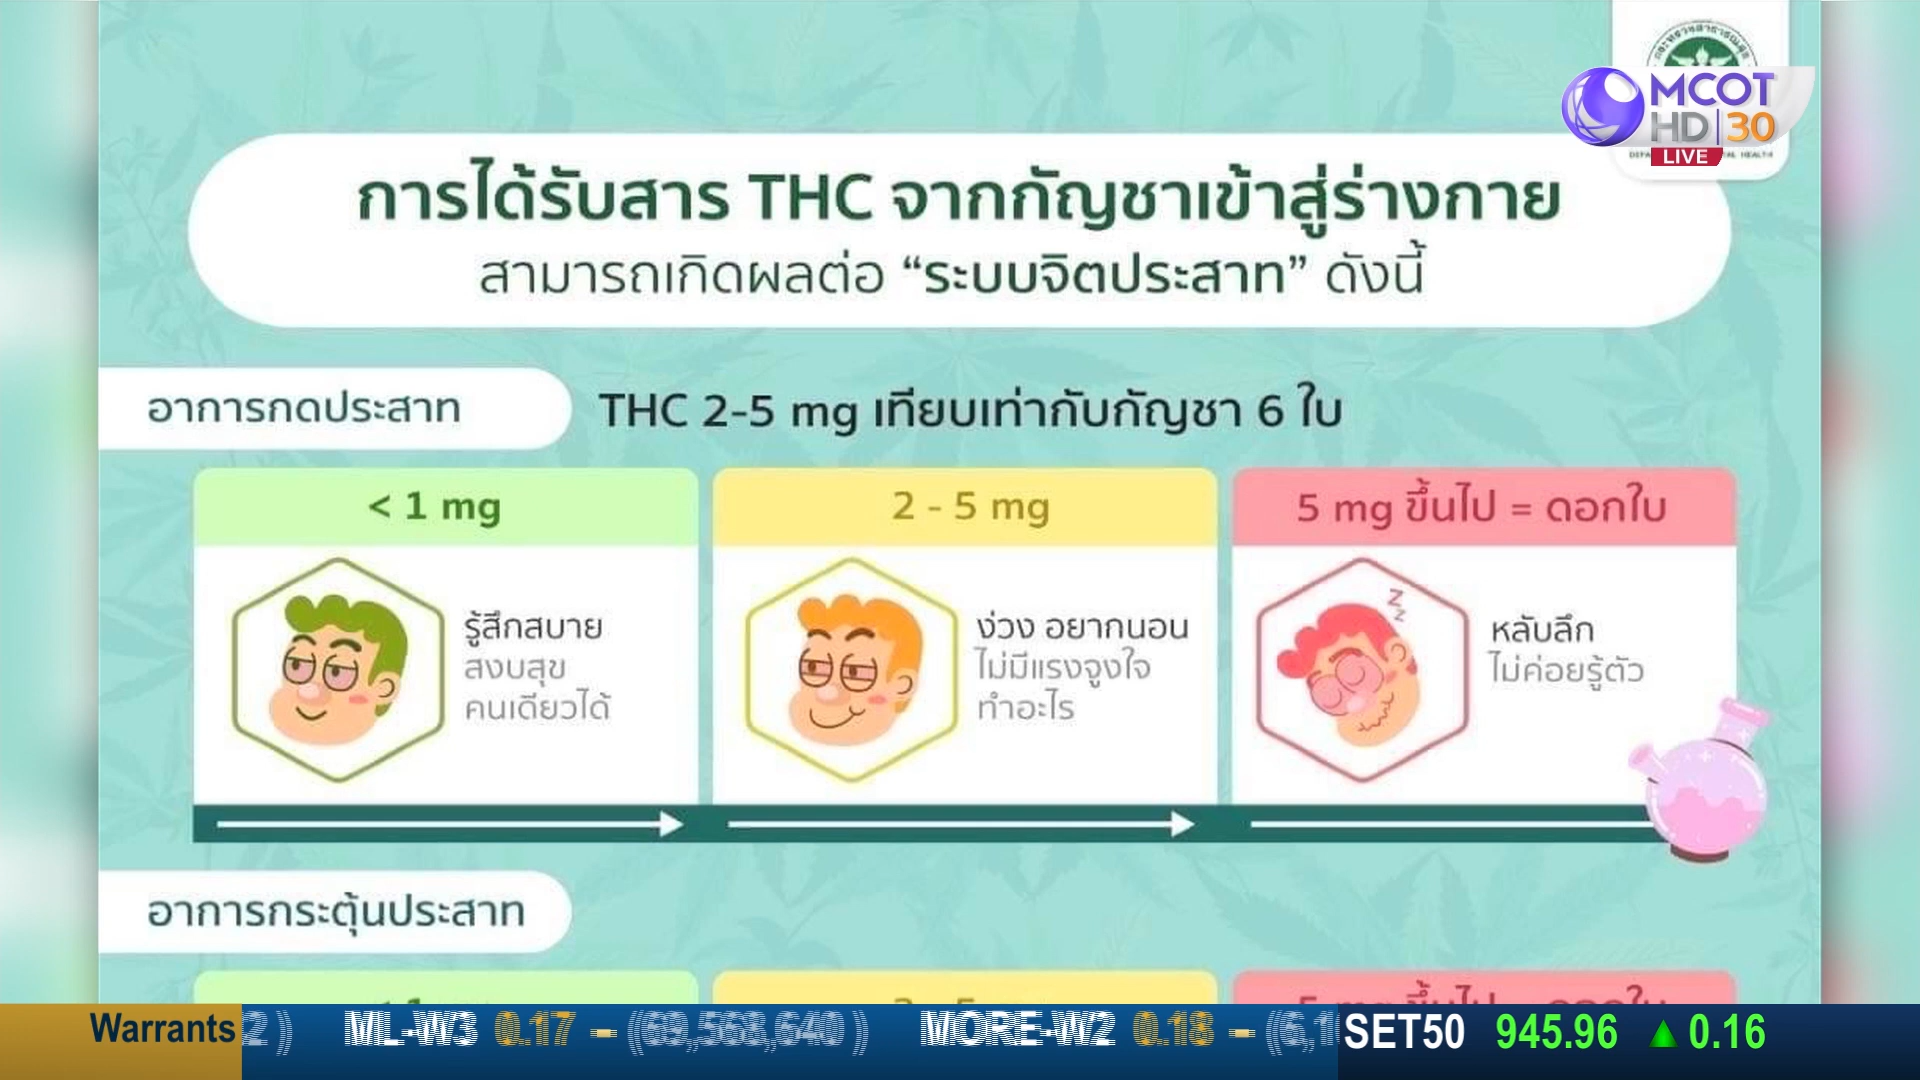 MCOT
HD 30
LIVE
การได้รับสาร THC จากกัญชาเข้าสู่ร่างกาย
สามารถเกิดผลต่อ “ระบบจิตประสาท” ดังนี้
อาการกดประสาท
THC 2-5 mg เทียบเท่ากับกัญชา 6 ใบ
< 1 mg
2 - 5 mg
5 mg ขึ้นไป = ดอกใบ
รู้สึกสบาย
สงบสุข
คนเดียวได้
ง่วง อยากนอน
ไม่มีแรงจูงใจ
ทำอะไร
z
z
หลับลึก
ไม่ค่อยรู้ตัว
อาการกระตุ้นประสาท
Warrants
ML-W3 0.17 – (69,568,640)
MORE-W2 0.18 –
SET50 945.96 ▲ 0.16